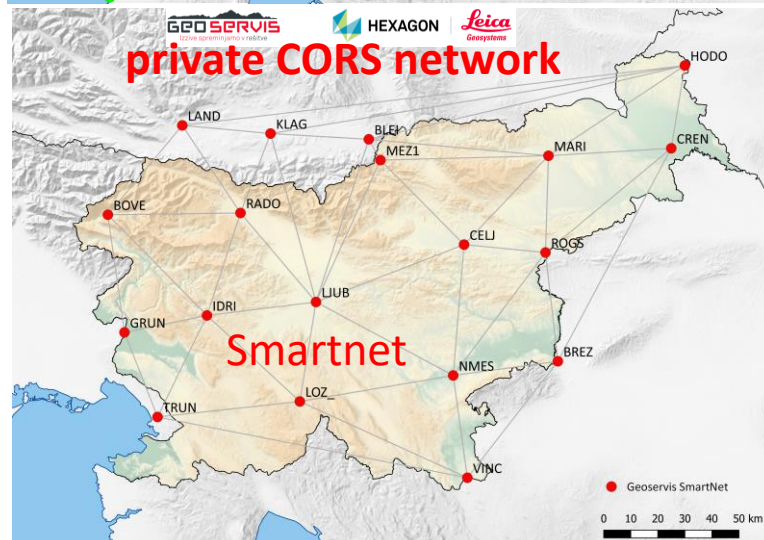 GEOSERVIS
Izzive spreminjamo v rešitve
HEXAGON
Leica
Geosystems
private CORS network
HODO
LAND
KLAG
BLEI
MEZ1
MARI
CREN
BOVE
RADO
CELJ
ROGS
LJUB
IDRI
GRUN
Smartnet
BREZ
NMES
LOZ_
TRUN
VINC
Geoservis SmartNet
0 10 20 30 40 50 km